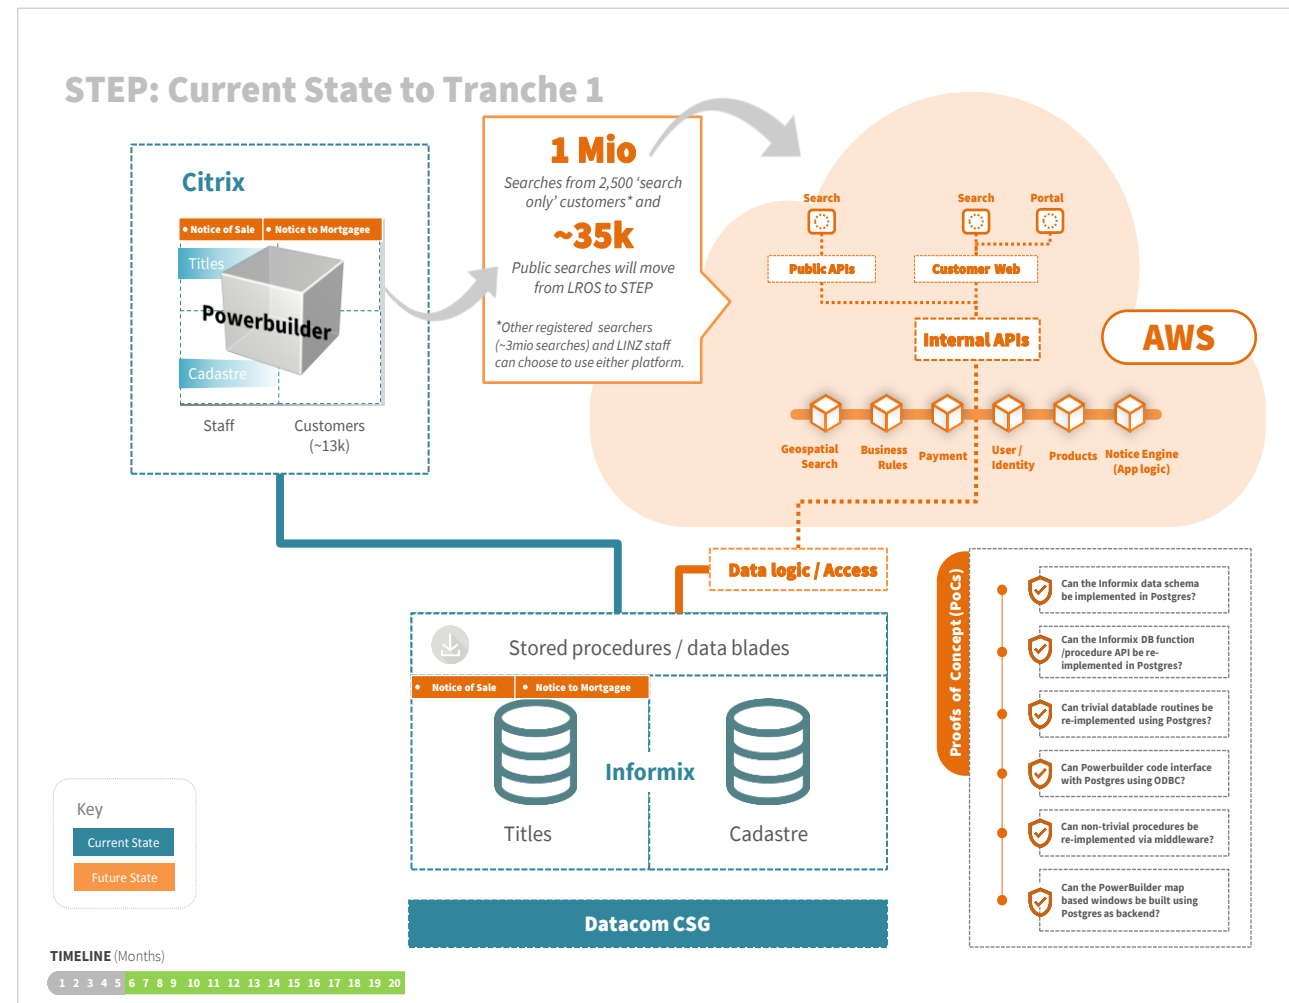 STEP: Current State to Tranche 1
Citrix
• Notice of Sale
• Notice to Mortgagee
Titles
Powerbuilder
Cadastre
Staff
Customers
(~13k)
1 Mio
Searches from 2,500 ‘search
only’ customers* and
~35k
Public searches will move
from LROS to STEP
*Other registered searchers
(~3mio searches) and LINZ staff
can choose to use either platform.
Search
Search
Portal
Public APIs
Customer Web
Internal APIs
AWS
Geospatial
Search
Business
Rules
Payment
User /
Identity
Products
Notice Engine
(App logic)
Data logic / Access
Stored procedures / data blades
• Notice of Sale
• Notice to Mortgagee
Informix
Titles
Cadastre
Datacom CSG
Proofs of Concept (PoCs)
Can the Informix data schema
be implemented in Postgres?
Can the Informix DB function
/procedure API be re-
implemented in Postgres?
Can trivial datablade routines be
re-implemented using Postgres?
Can Powerbuilder code interface
with Postgres using ODBC?
Can non-trivial procedures be
re-implemented via middleware?
Can the PowerBuilder map
based windows be built using
Postgres as backend?
Key
Current State
Future State
TIMELINE (Months)
1 2 3 4 5 6 7 8 9 10 11 12 13 14 15 16 17 18 19 20